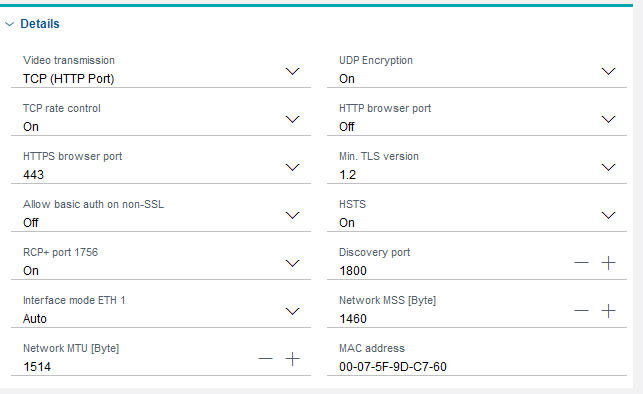 Details
Video transmission
TCP (HTTP Port)
UDP Encryption
On
TCP rate control
On
HTTP browser port
Off
HTTPS browser port
443
Min. TLS version
1.2
Allow basic auth on non-SSL
Off
HSTS
On
RCP+ port 1756
On
Discovery port
1800
Interface mode ETH 1
Auto
Network MSS [Byte]
1460
Network MTU [Byte]
1514
MAC address
00-07-5F-9D-C7-60